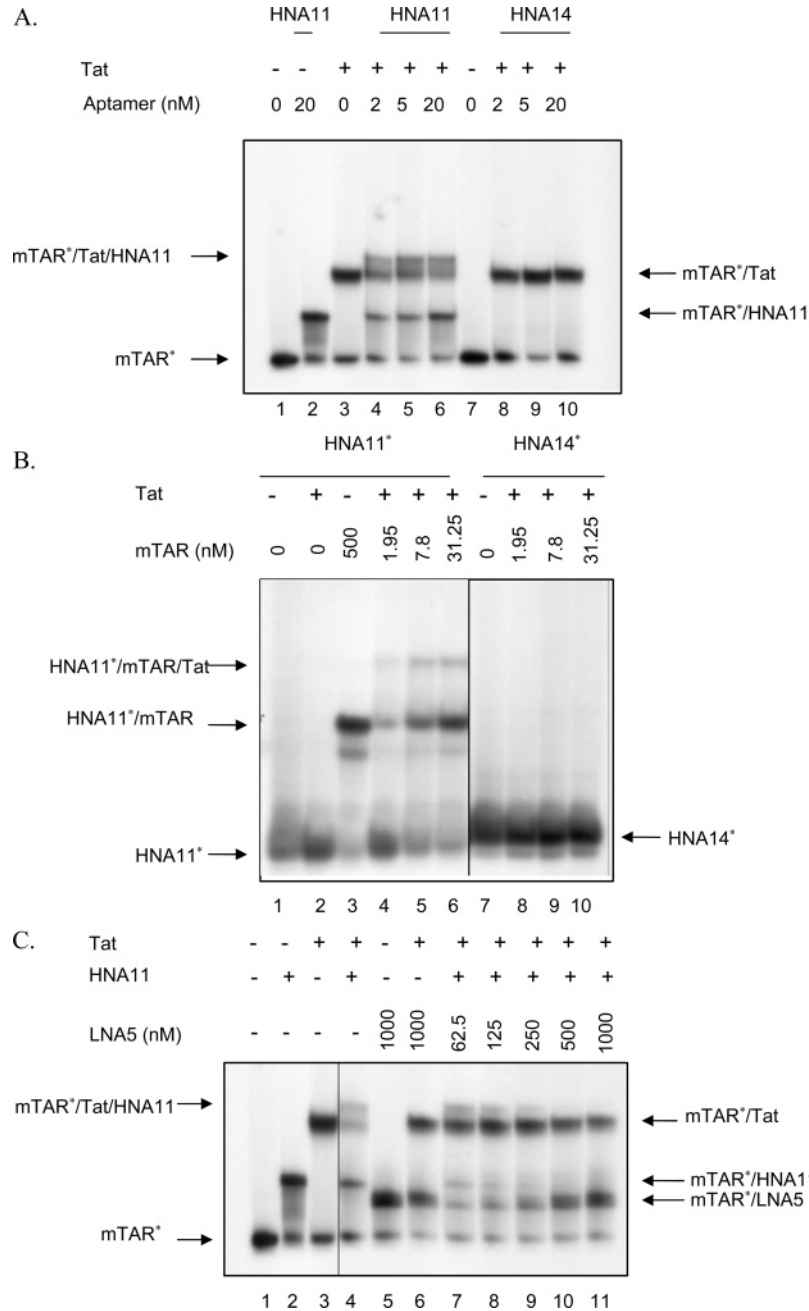 A.
HNA11 HNA11 HNA14
Tat - - + + + + - + + +
Aptamer (nM) 0 20 0 2 5 20 0 2 5 20
mTAR*/Tat/HNA11
mTAR*/Tat
mTAR*/HNA11
mTAR*
1 2 3 4 5 6 7 8 9 10
B.
HNA11* HNA14*
Tat - + - + + + - + + +
mTAR (nM) 0 0 500 1.95 7.8 31.25 0 1.95 7.8 31.25
HNA11*/mTAR/Tat
HNA11*/mTAR
HNA11*
HNA14*
1 2 3 4 5 6 7 8 9 10
C.
Tat - - + + - + + + + + +
HNA11 - + - + - - + + + + +
LNA5 (nM) - - - - 1000 1000 62.5 125 250 500 1000
mTAR*/Tat/HNA11
mTAR*/Tat
mTAR*/HNA1
mTAR*/LNA5
mTAR*
1 2 3 4 5 6 7 8 9 10 11